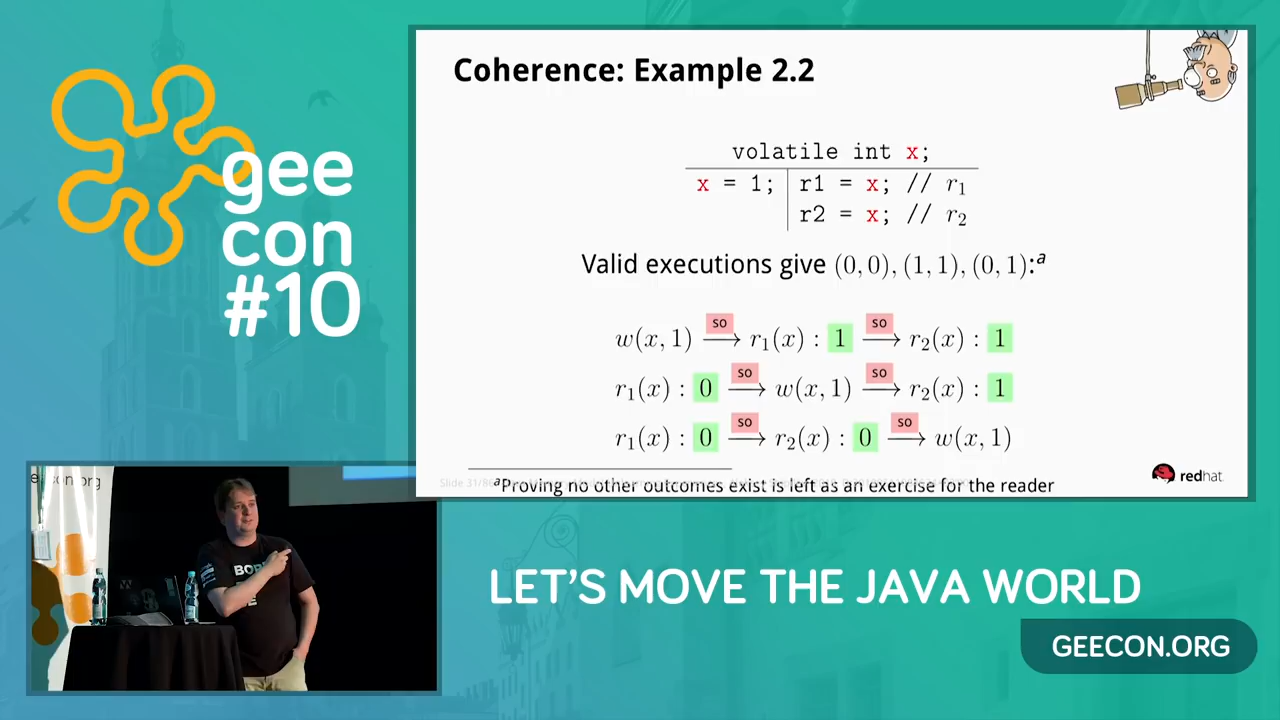 gee
con
#10
Coherence: Example 2.2
volatile int x;
x = 1; r1 = x; // r₁
r2 = x; // r₂
Valid executions give (0, 0), (1, 1), (0, 1):ᵃ
w(x, 1) so→ r₁(x) : 1 so→ r₂(x) : 1
r₁(x) : 0 so→ w(x, 1) so→ r₂(x) : 1
r₁(x) : 0 so→ r₂(x) : 0 so→ w(x, 1)
ᵃProving no other outcomes exist is left as an exercise for the reader
redhat.
LET'S MOVE THE JAVA WORLD
GEECON.ORG